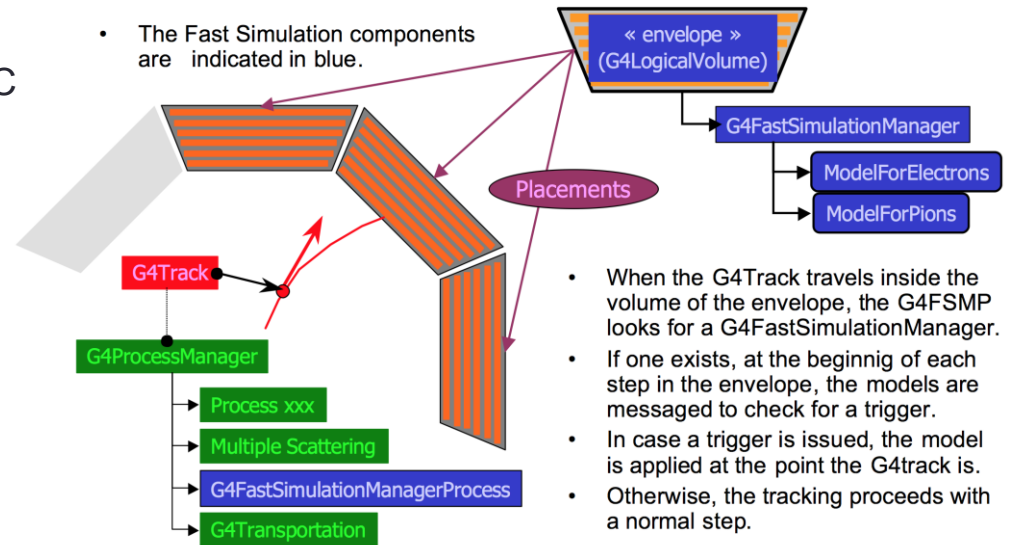 • The Fast Simulation components
are indicated in blue.
C
« envelope »
(G4LogicalVolume)
G4FastSimulationManager
ModelForElectrons
ModelForPions
Placements
G4Track
G4ProcessManager
Process xxx
Multiple Scattering
G4FastSimulationManagerProcess
G4Transportation
• When the G4Track travels inside the
volume of the envelope, the G4FSMP
looks for a G4FastSimulationManager.
• If one exists, at the beginnig of each
step in the envelope, the models are
messaged to check for a trigger.
• In case a trigger is issued, the model
is applied at the point the G4track is.
• Otherwise, the tracking proceeds with
a normal step.